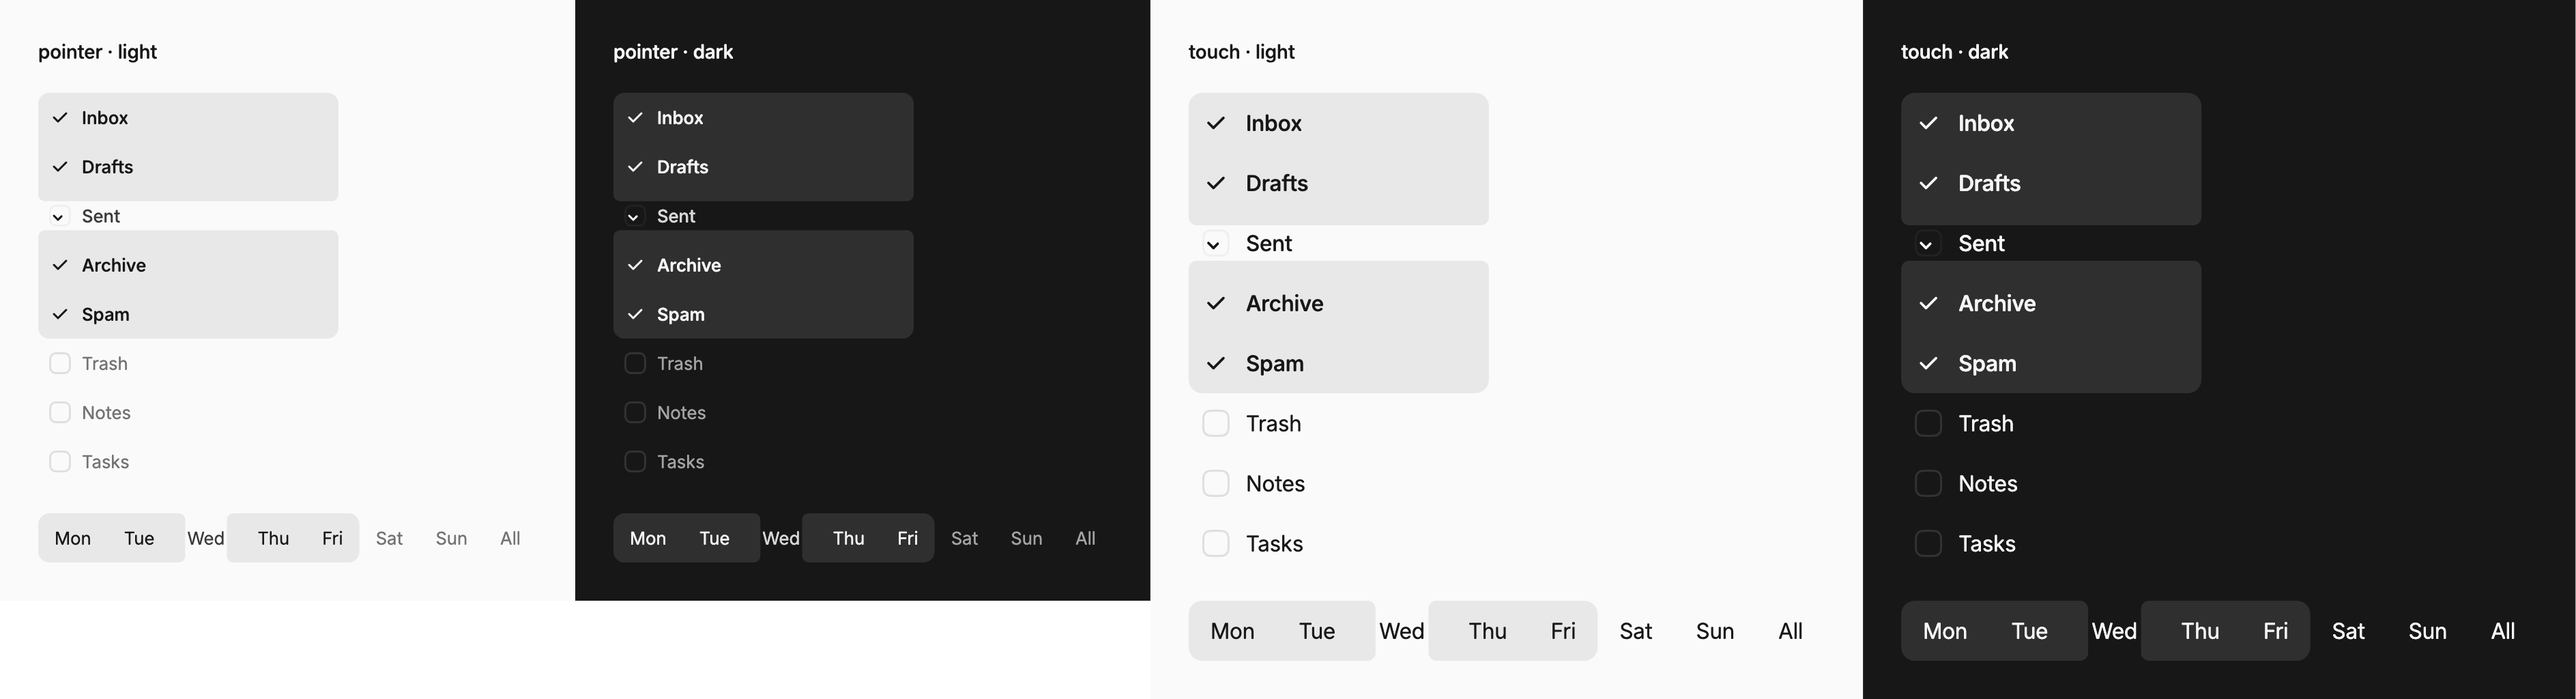 pointer · light
Inbox
Drafts
Sent
Archive
Spam
Trash
Notes
Tasks
Mon Tue Wed Thu Fri Sat Sun All
pointer · dark
Inbox
Drafts
Sent
Archive
Spam
Trash
Notes
Tasks
Mon Tue Wed Thu Fri Sat Sun All
touch · light
Inbox
Drafts
Sent
Archive
Spam
Trash
Notes
Tasks
Mon Tue Wed Thu Fri Sat Sun All
touch · dark
Inbox
Drafts
Sent
Archive
Spam
Trash
Notes
Tasks
Mon Tue Wed Thu Fri Sat Sun All